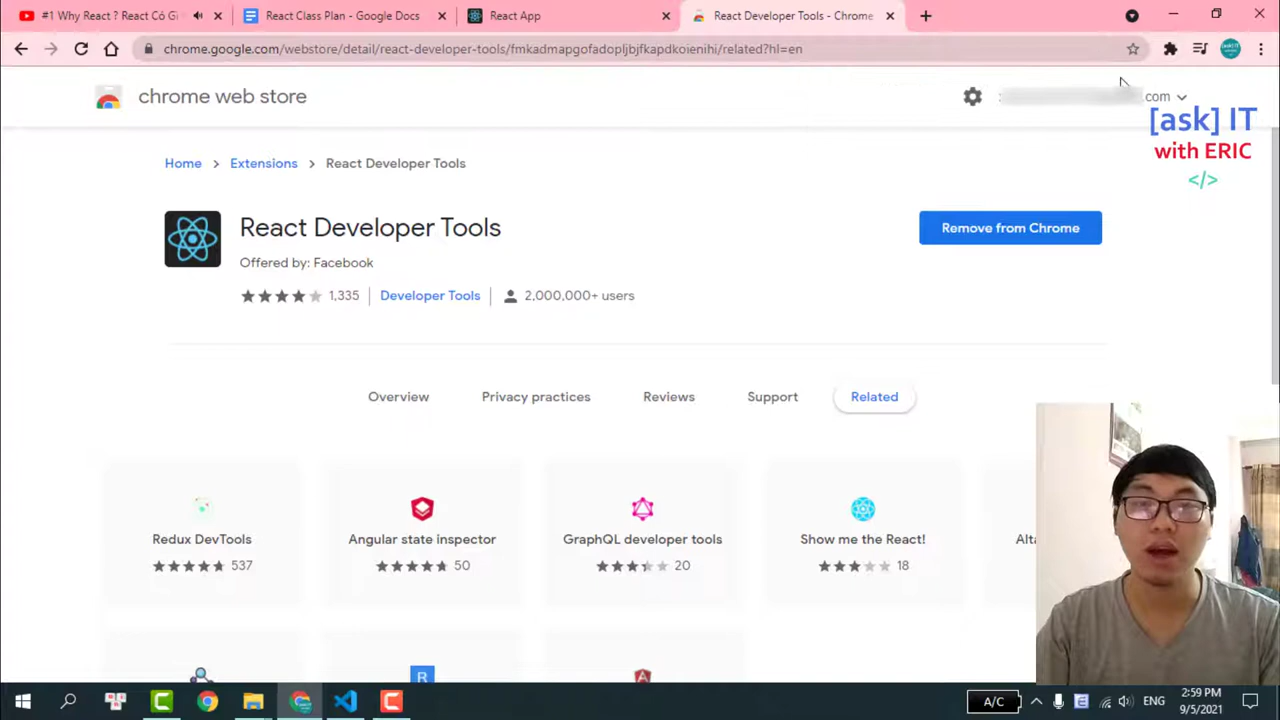 #1 Why React ? React Có Gì
React Class Plan - Google Docs
React App
React Developer Tools - Chrome
chrome.google.com/webstore/detail/react-developer-tools/fmkadmapgofadopljbjfkapdkoienihi/related?hl=en
chrome web store
.com
[ask] IT
with ERIC
</>
Home > Extensions > React Developer Tools
React Developer Tools
Remove from Chrome
Offered by: Facebook
1,335
Developer Tools
2,000,000+ users
Overview
Privacy practices
Reviews
Support
Related
Redux DevTools
Angular state inspector
GraphQL developer tools
Show me the React!
Alta
537
50
20
18
R
A
A/C
ENG
2:59 PM
9/5/2021